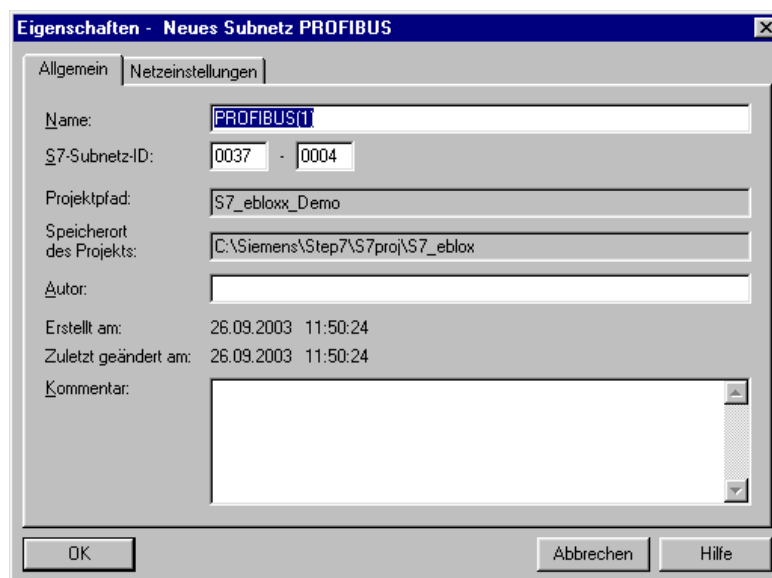 Eigenschaften - Neues Subnetz PROFIBUS
Allgemein
Netzeinstellungen
Name:
PROFIBUS(1)
S7-Subnetz-ID:
0037 - 0004
Projektpfad:
S7_ebloxx_Demo
Speicherort
des Projekts:
C:\Siemens\Step7\S7proj\S7_eblox
Autor:
Erstellt am: 26.09.2003 11:50:24
Zuletzt geändert am: 26.09.2003 11:50:24
Kommentar:
OK
Abbrechen
Hilfe